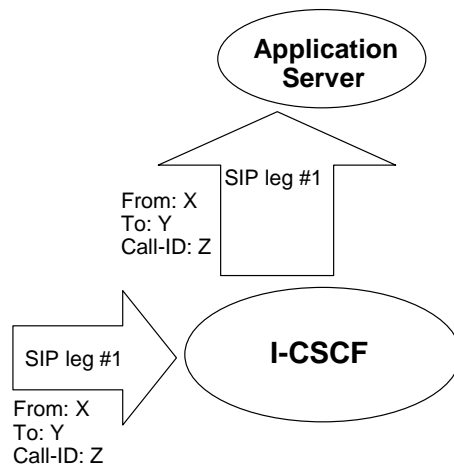 Application
Server
SIP leg #1
From: X
To: Y
Call-ID: Z
I-CSCF
SIP leg #1
From: X
To: Y
Call-ID: Z